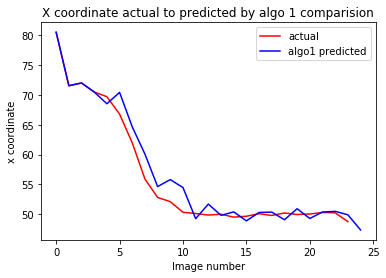 X coordinate actual to predicted by algo 1 comparision
actual
algo1 predicted
x coordinate
80
75
70
65
60
55
50
0
5
10
15
20
25
Image number